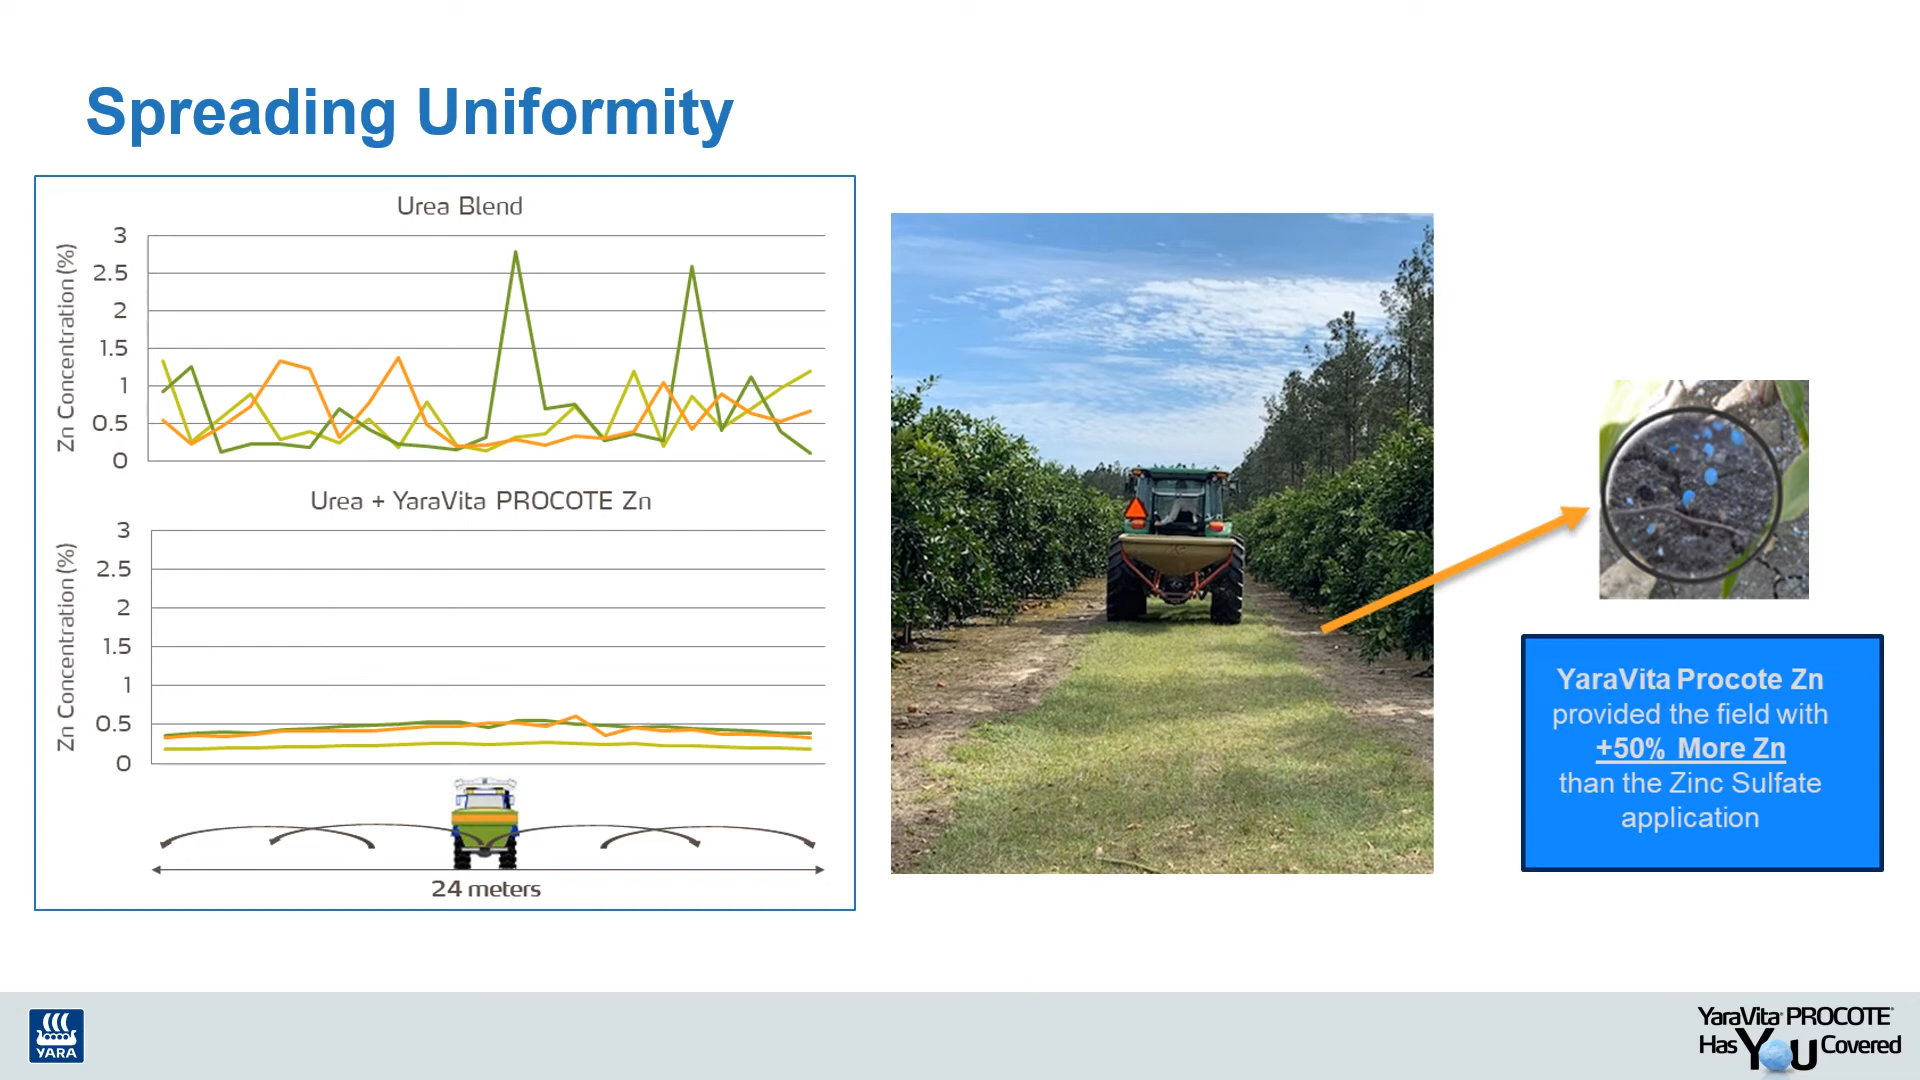 Spreading Uniformity
Urea Blend
Zn Concentration (%)
3
2.5
2
1.5
1
0.5
0
Urea + YaraVita PROCOTE Zn
Zn Concentration (%)
3
2.5
2
1.5
1
0.5
0
24 meters
YaraVita Procote Zn
provided the field with
+50% More Zn
than the Zinc Sulfate
application
YARA
YaraVita® PROCOTE®
Has YOU Covered